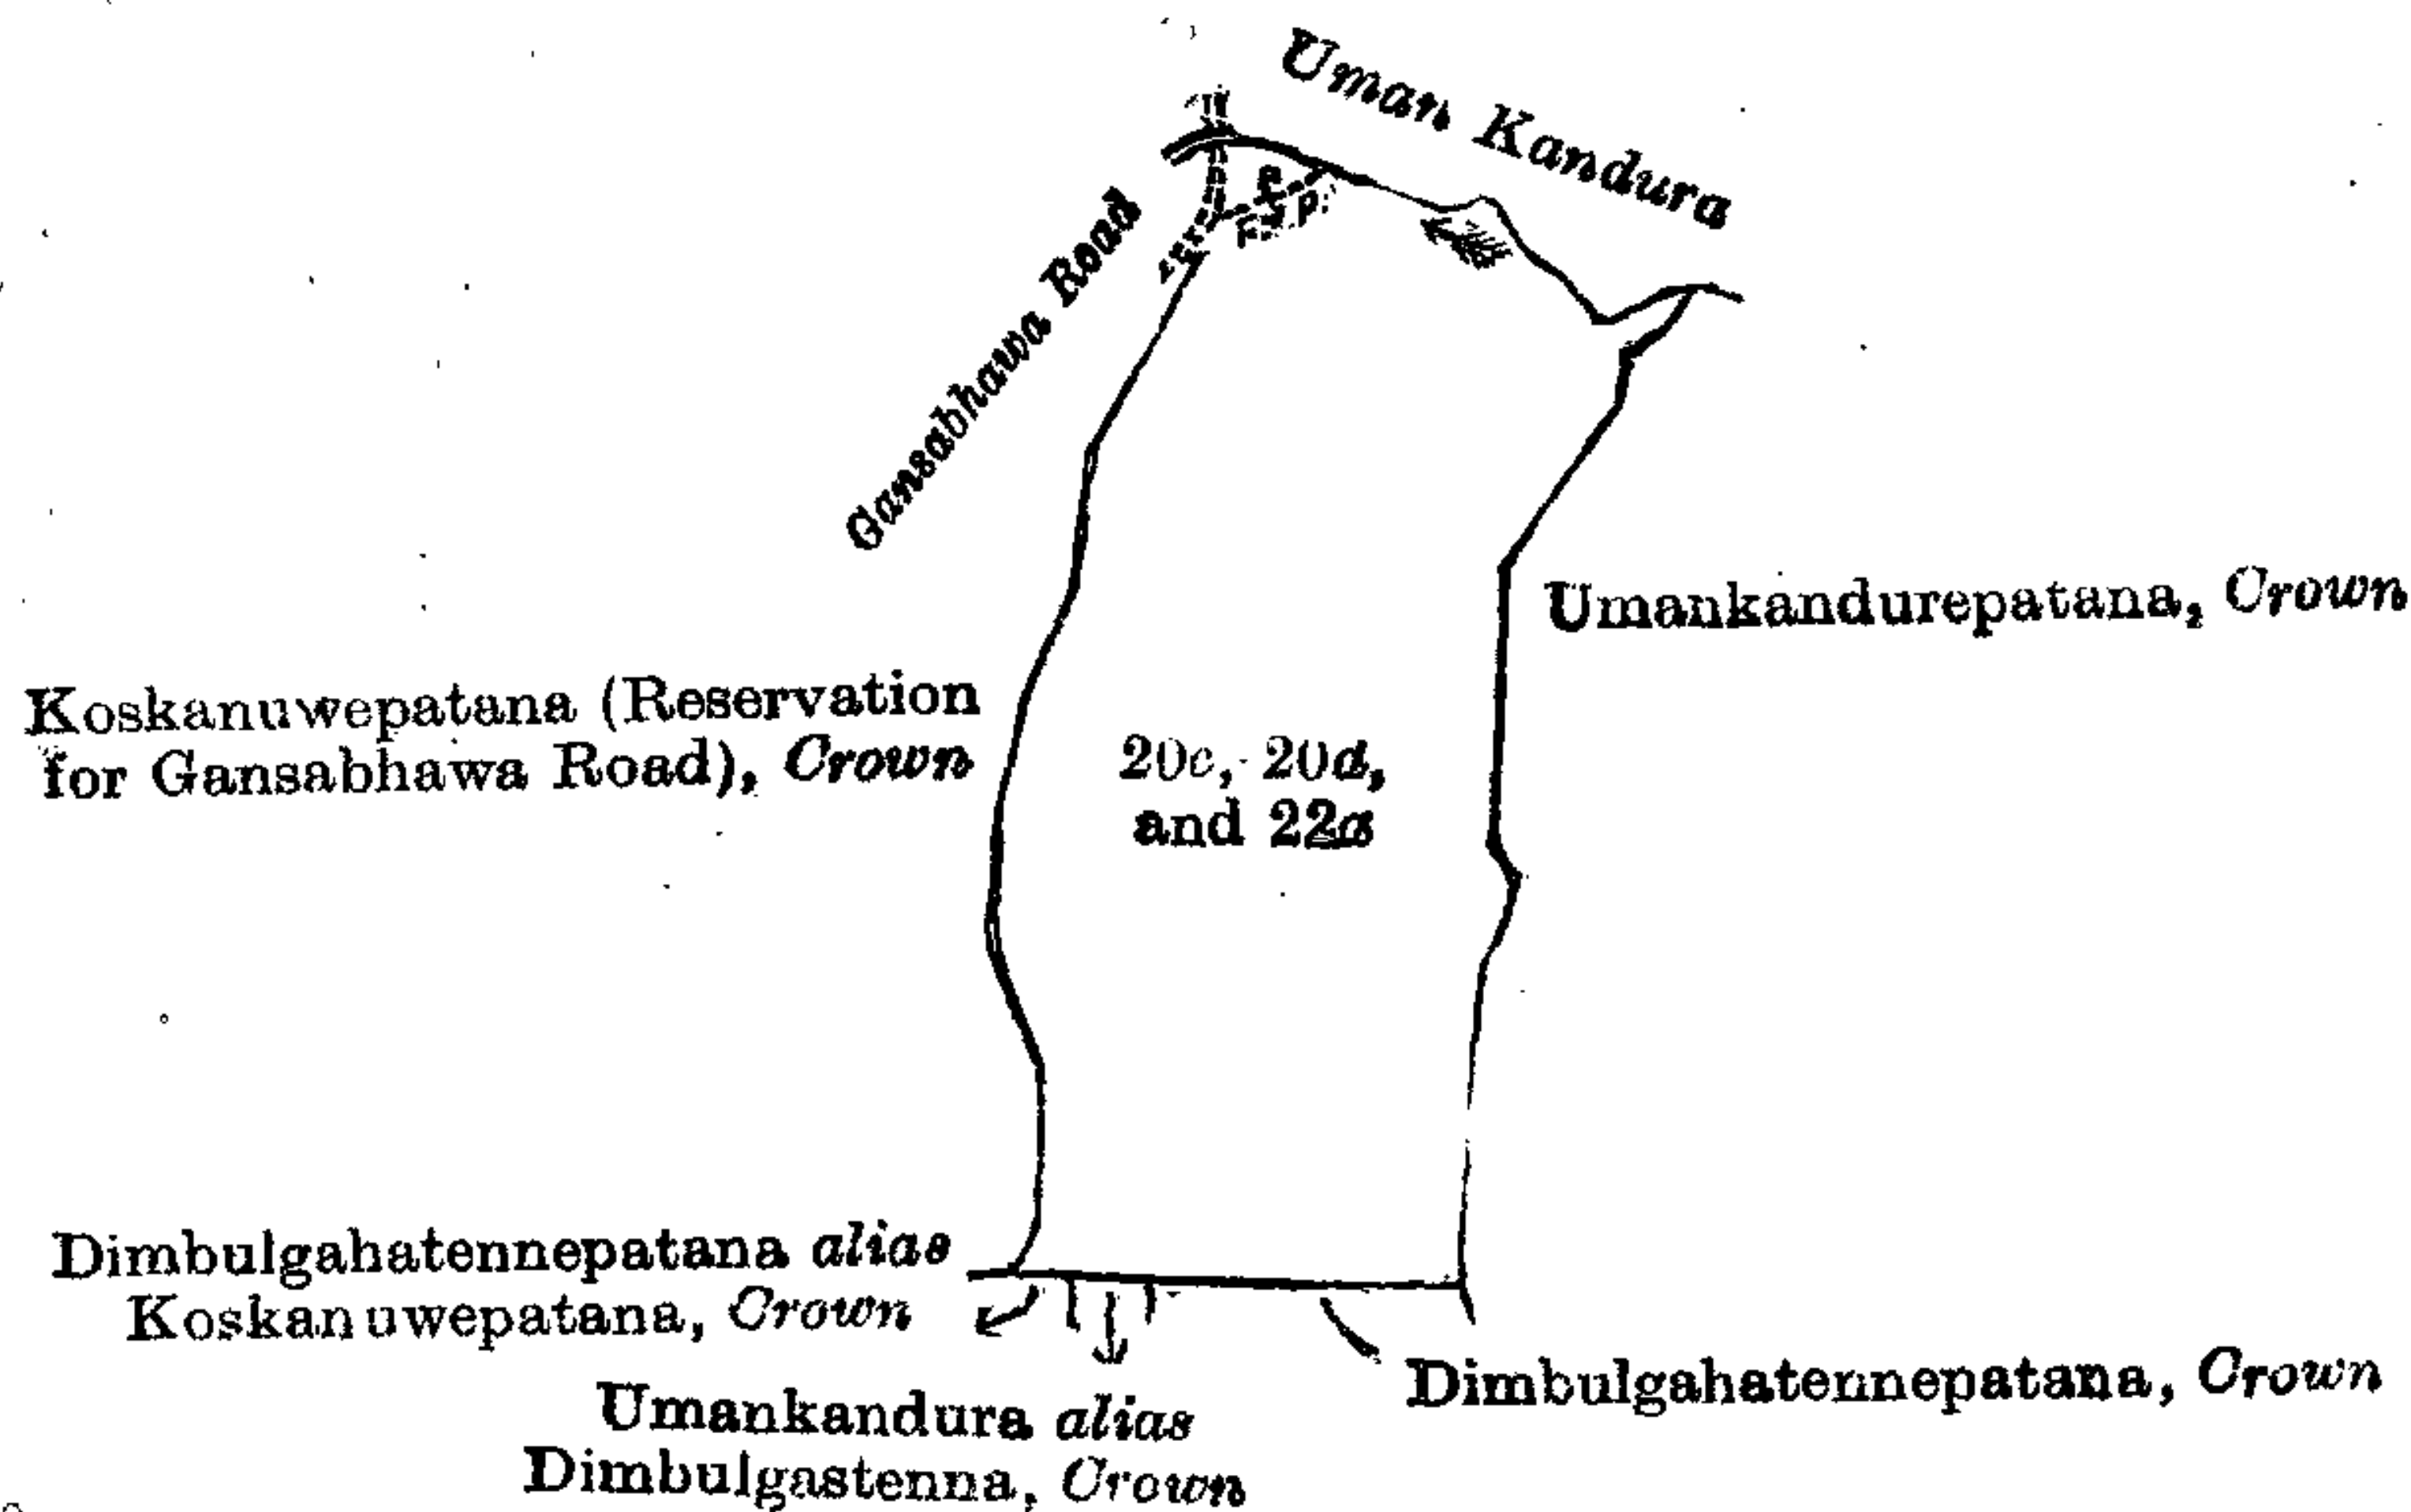 Uman Kandura
Gansabhawa Road
F. P.
Umankandurepatana, Crown
Koskanuwepatana (Reservation
for Gansabhawa Road), Crown
20c, 20d,
and 22a
Dimbulgahatennepatana alias
Koskanuwepatana, Crown
Dimbulgahatennepatana, Crown
Umankandura alias
Dimbulgastenna, Crown